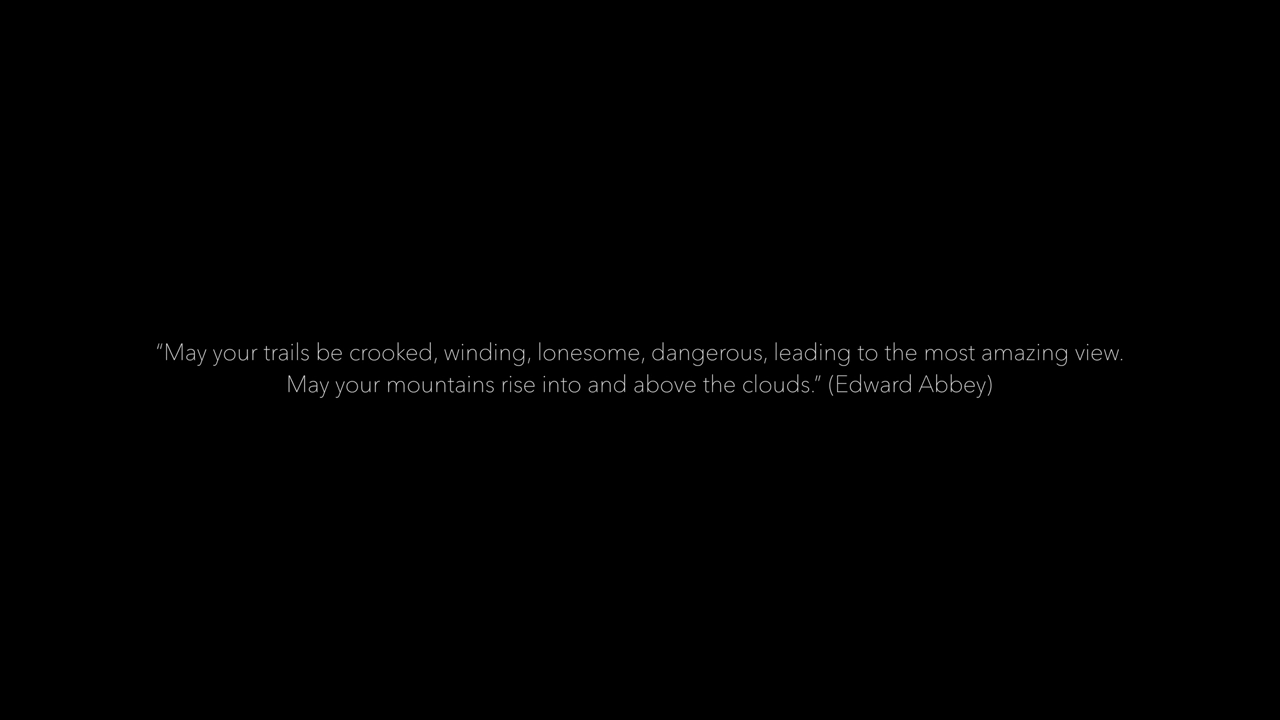 “May your trails be crooked, winding, lonesome, dangerous, leading to the most amazing view.
May your mountains rise into and above the clouds.” (Edward Abbey)